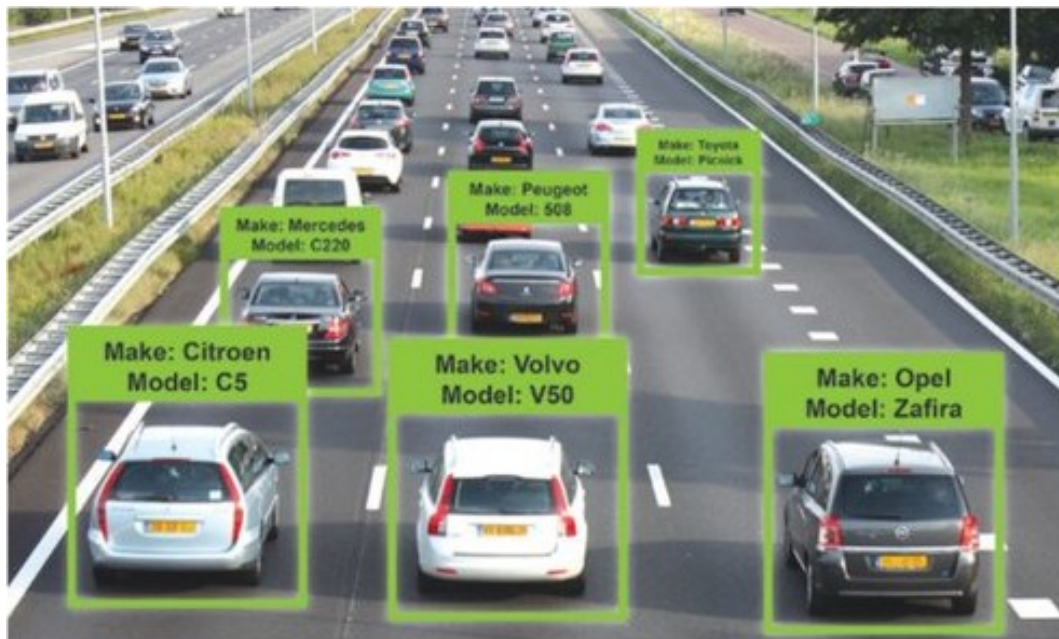 Make: Toyota
Model: Picnick
Make: Peugeot
Model: 508
Make: Mercedes
Model: C220
Make: Citroen
Model: C5
Make: Volvo
Model: V50
Make: Opel
Model: Zafira